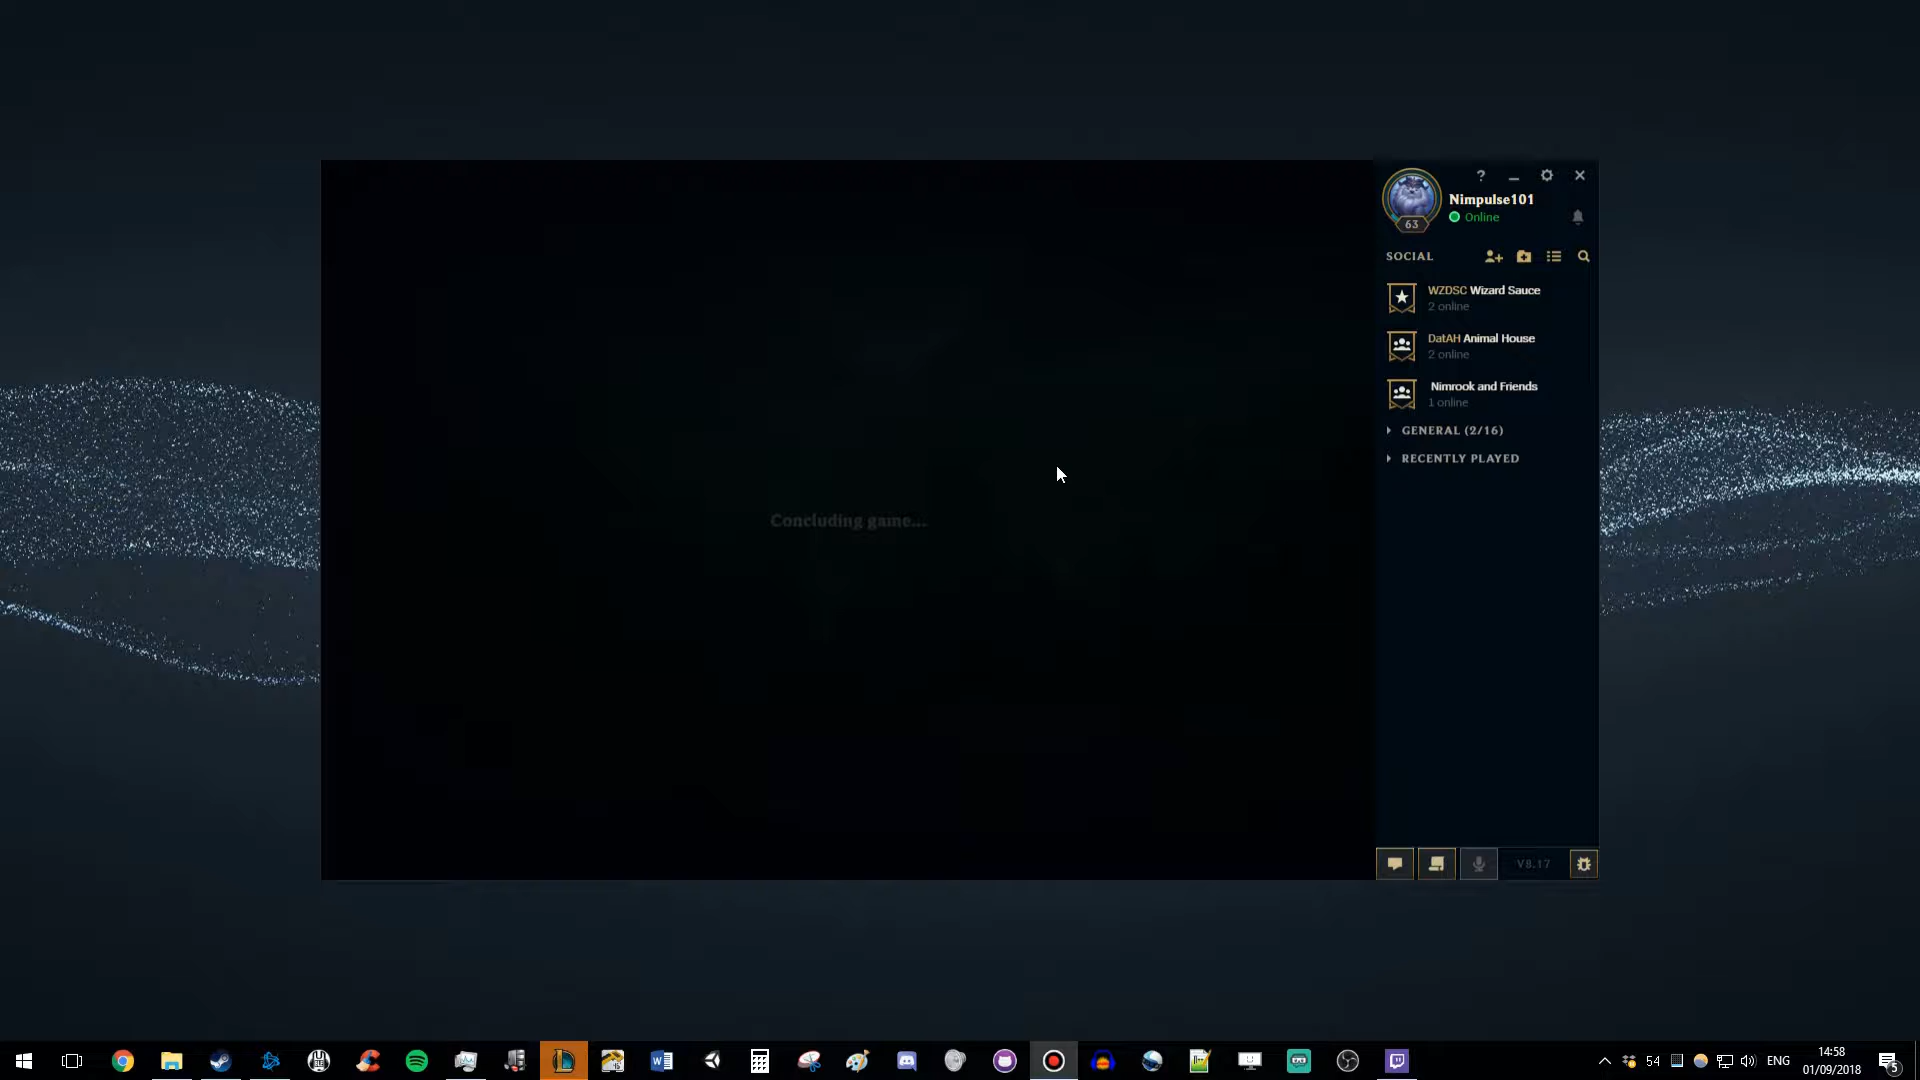 Nimpulse101
Online
63
SOCIAL
WZDSC Wizard Sauce
2 online
DatAH Animal House
2 online
Nimrook and Friends
1 online
GENERAL (2/16)
RECENTLY PLAYED
Concluding game...
V8.17
54
ENG
14:58
01/09/2018
5